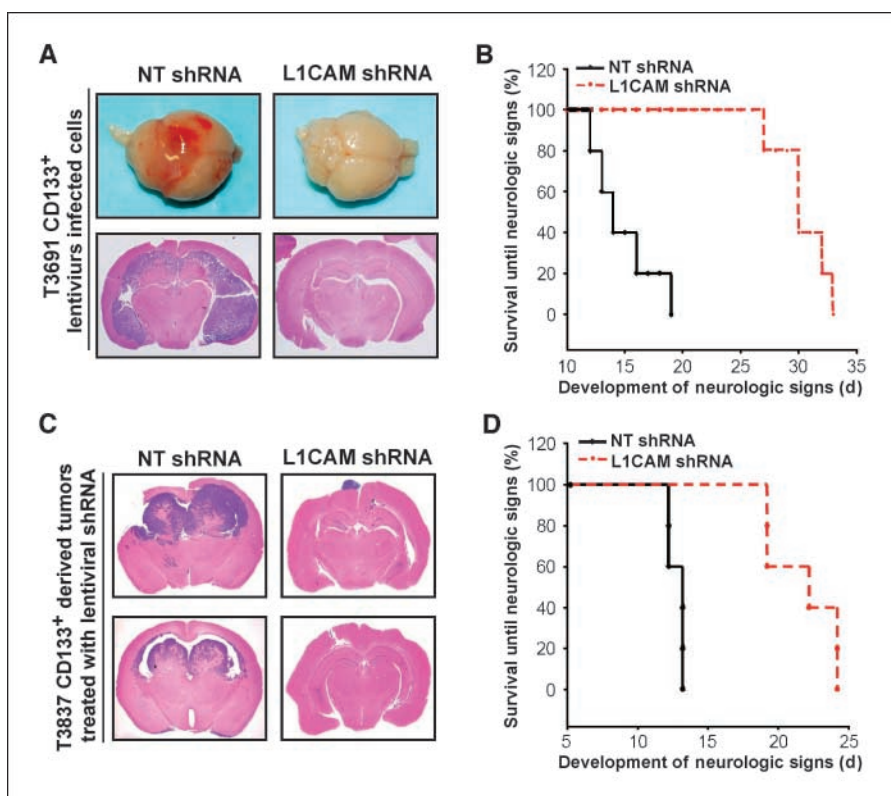 A
NT shRNA
L1CAM shRNA
T3691 CD133+
lentiviurs infected cells
B
NT shRNA
L1CAM shRNA
Survival until neurologic signs (%)
120
100
80
60
40
20
0
10
15
20
25
30
35
Development of neurologic signs (d)
C
NT shRNA
L1CAM shRNA
T3837 CD133+ derived tumors
treated with lentiviral shRNA
D
NT shRNA
L1CAM shRNA
Survival until neurologic signs (%)
120
100
80
60
40
20
0
5
10
15
20
25
Development of neurologic signs (d)